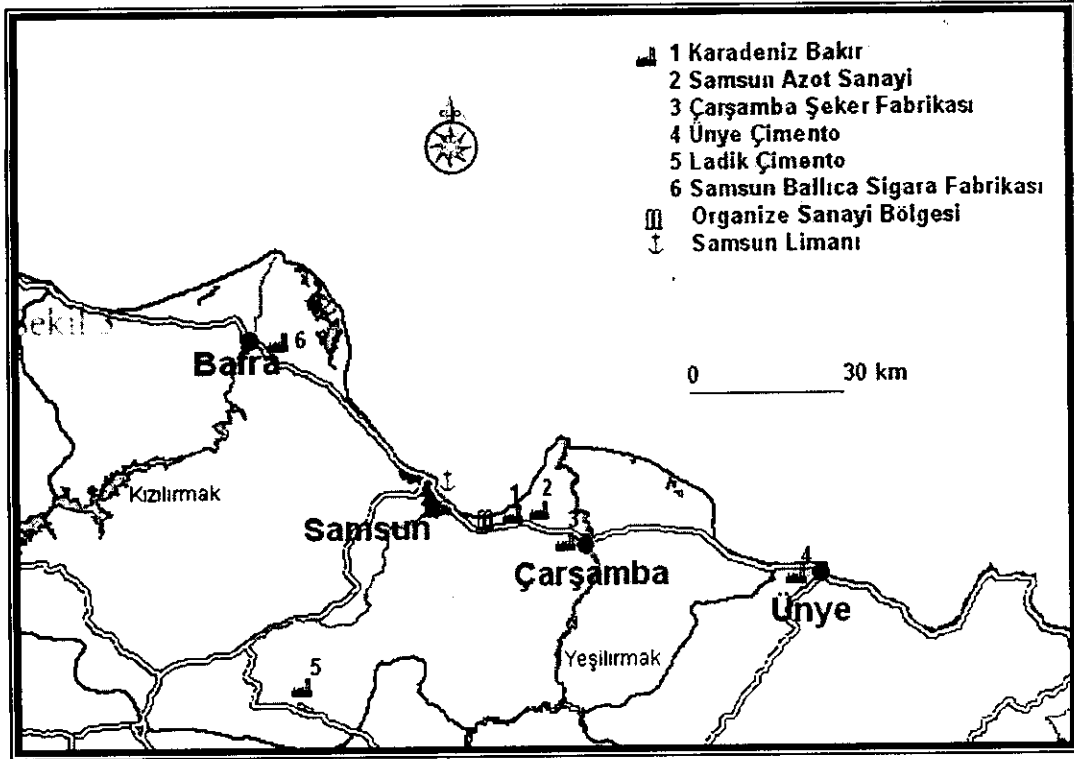 1 Karadeniz Bakır
2 Samsun Azot Sanayi
3 Çarşamba Şeker Fabrikası
4 Ünye Çimento
5 Ladik Çimento
6 Samsun Ballıca Sigara Fabrikası
Organize Sanayi Bölgesi
Samsun Limanı
0 30 km
Bafra
6
Kızılırmak
Samsun
1
2
3
Çarşamba
4
Ünye
Yeşilırmak
5